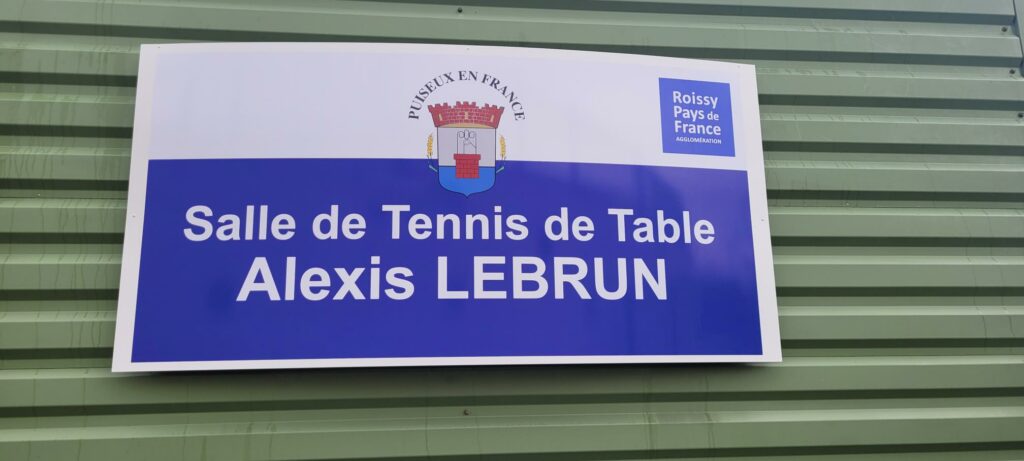 PUISEUX EN FRANCE
Roissy
Pays de
France
AGGLOMÉRATION
Salle de Tennis de Table
Alexis LEBRUN